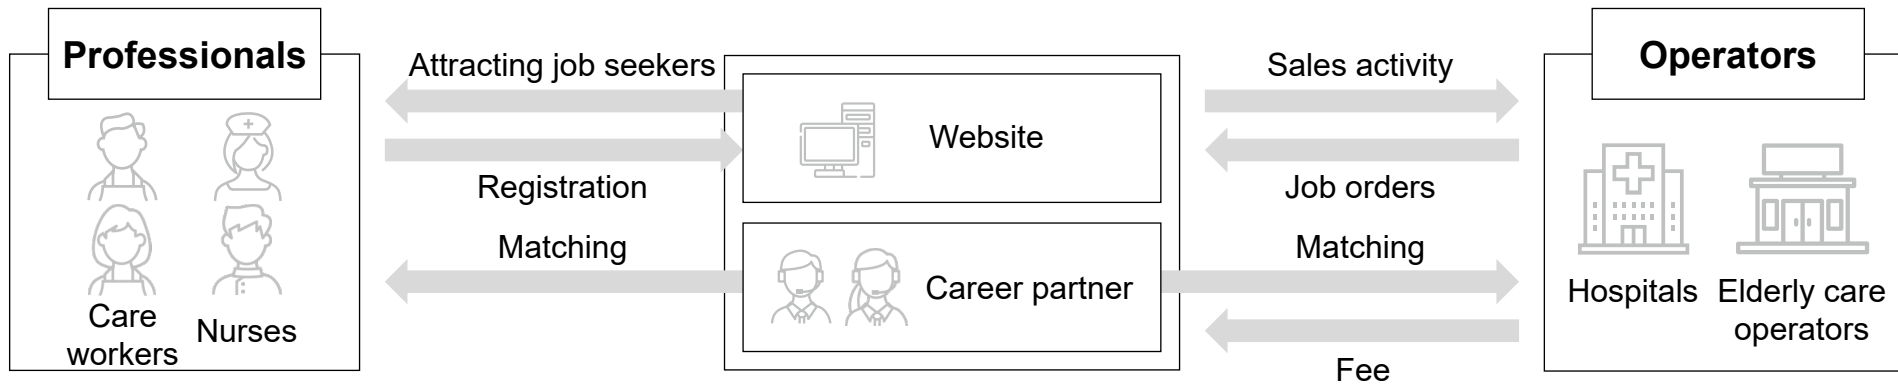 Professionals
Care
workers
Nurses
Attracting job seekers
Registration
Matching
Website
Career partner
Sales activity
Job orders
Matching
Fee
Operators
Hospitals
Elderly care
operators